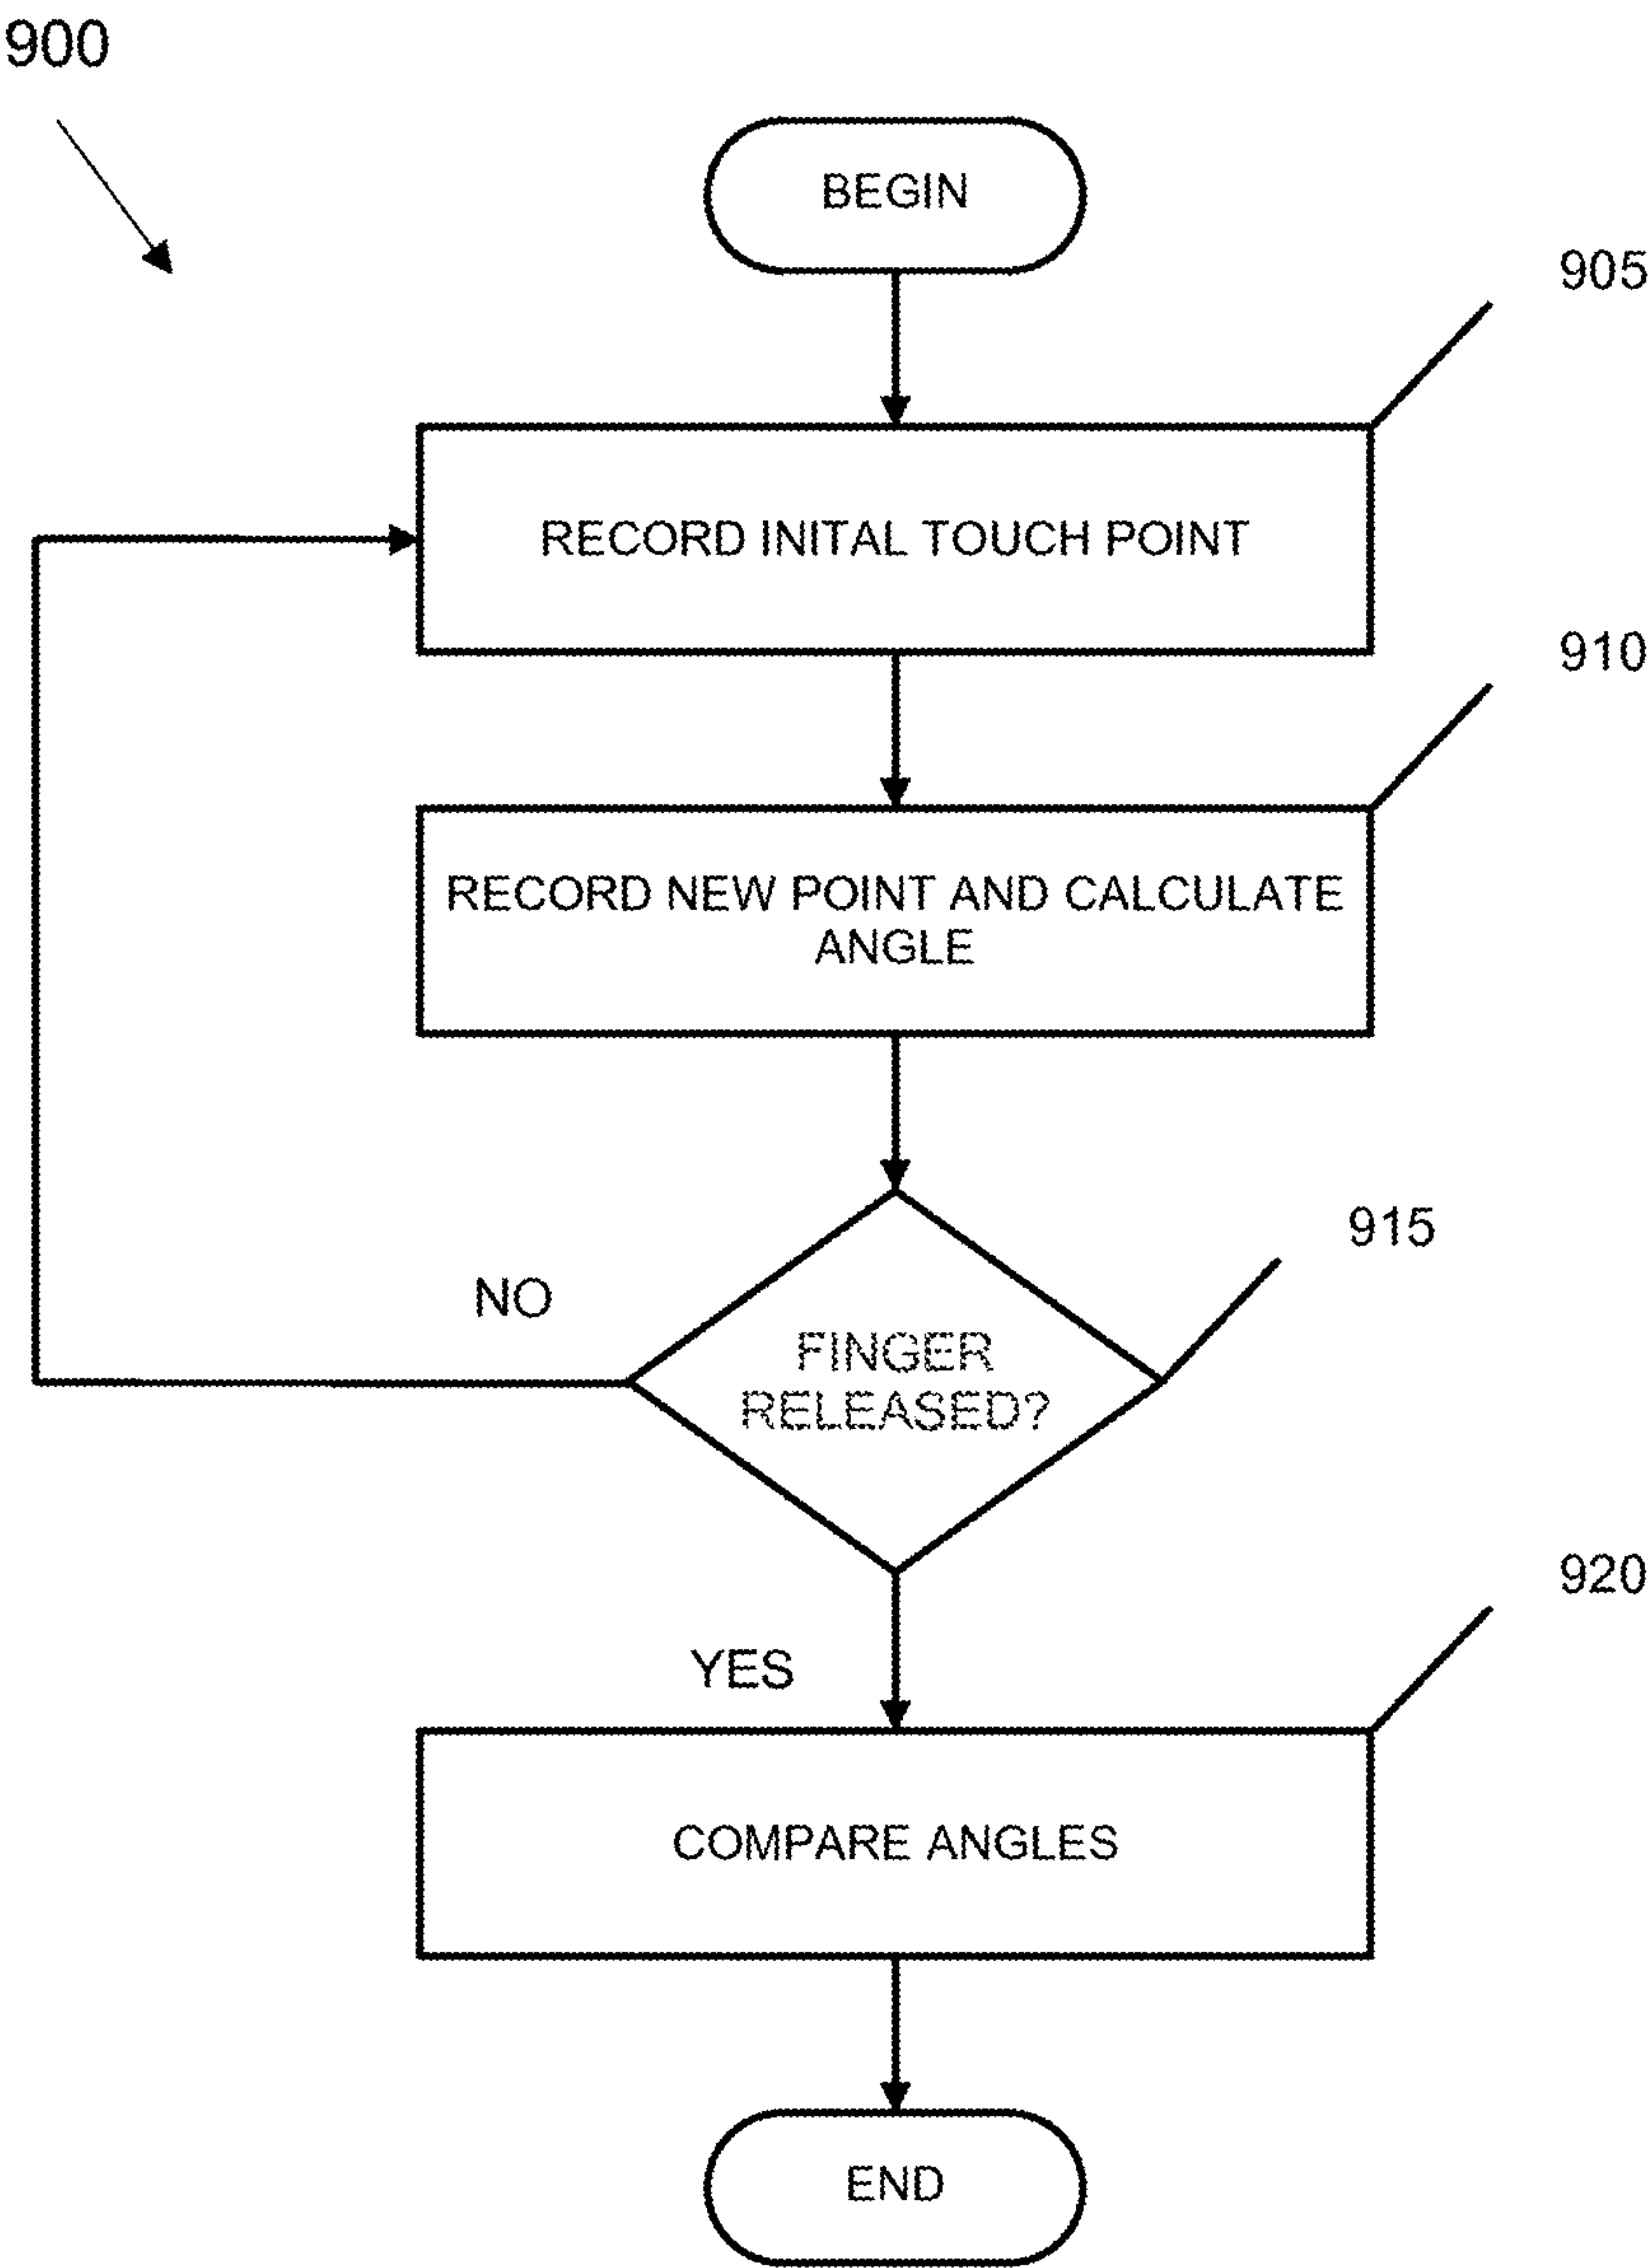 900
BEGIN
905
RECORD INITAL TOUCH POINT
910
RECORD NEW POINT AND CALCULATE
ANGLE
915
NO
FINGER
RELEASED?
920
YES
COMPARE ANGLES
END